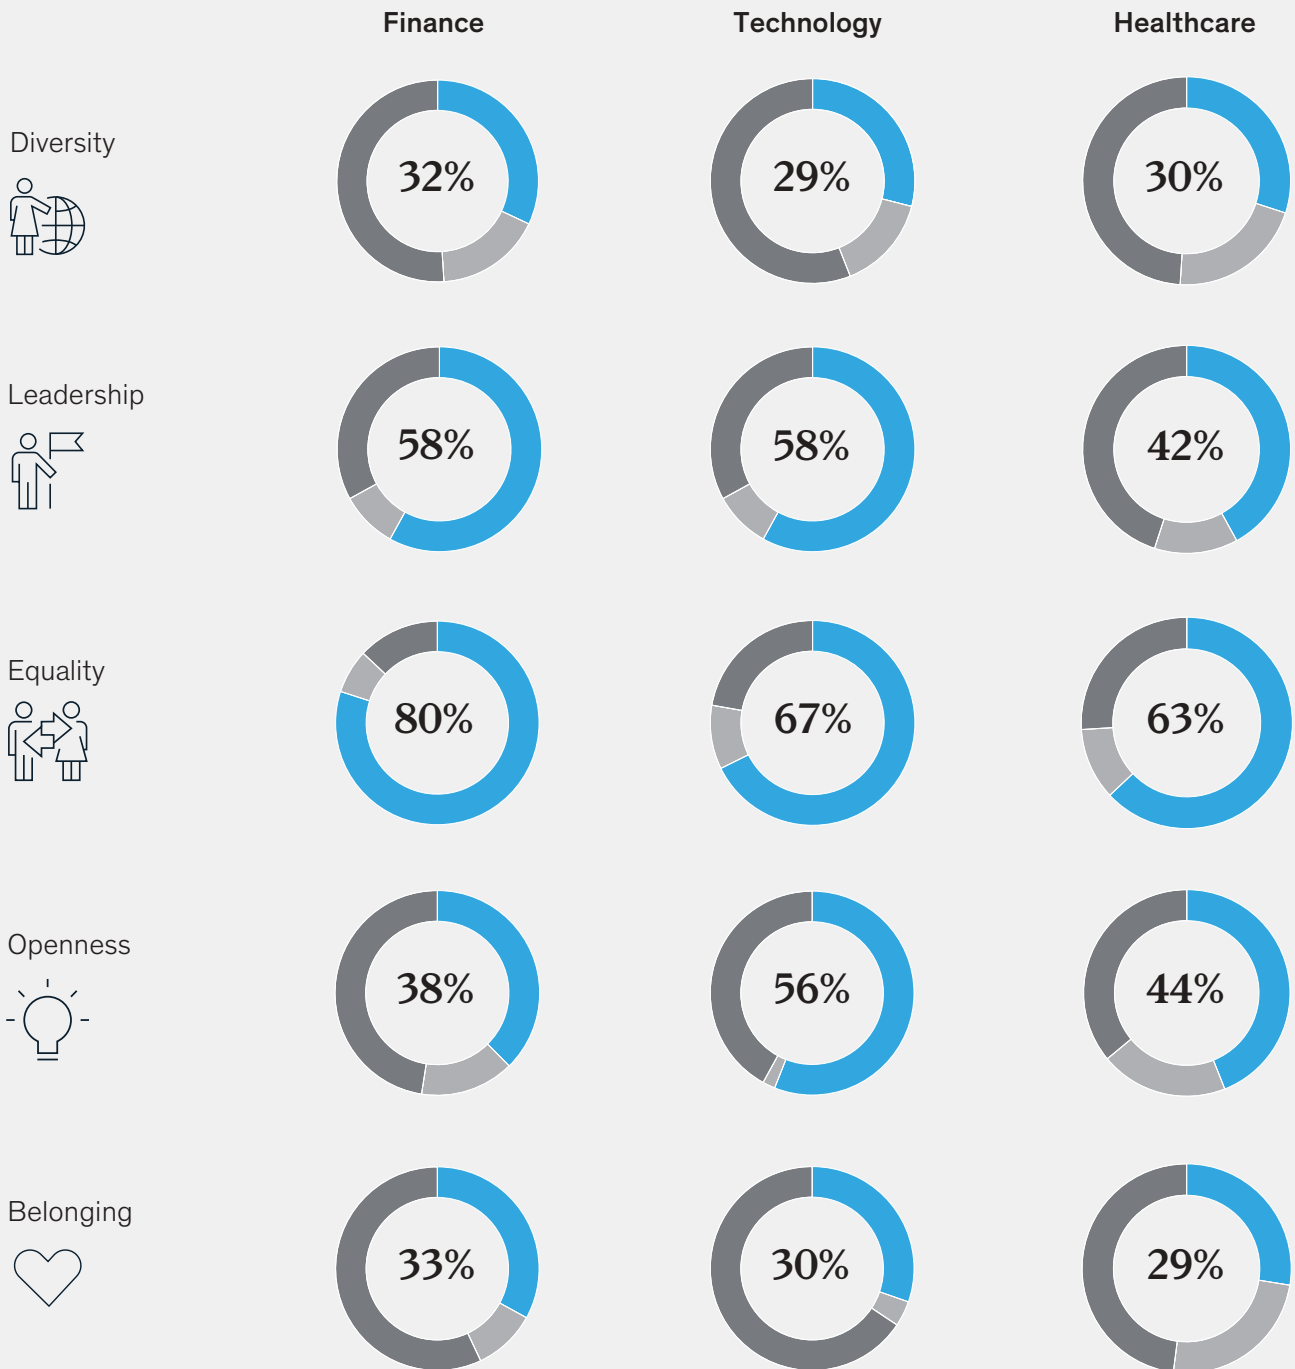 Finance Technology Healthcare
Diversity 32% 29% 30%
Leadership 58% 58% 42%
Equality 80% 67% 63%
Openness 38% 56% 44%
Belonging 33% 30% 29%